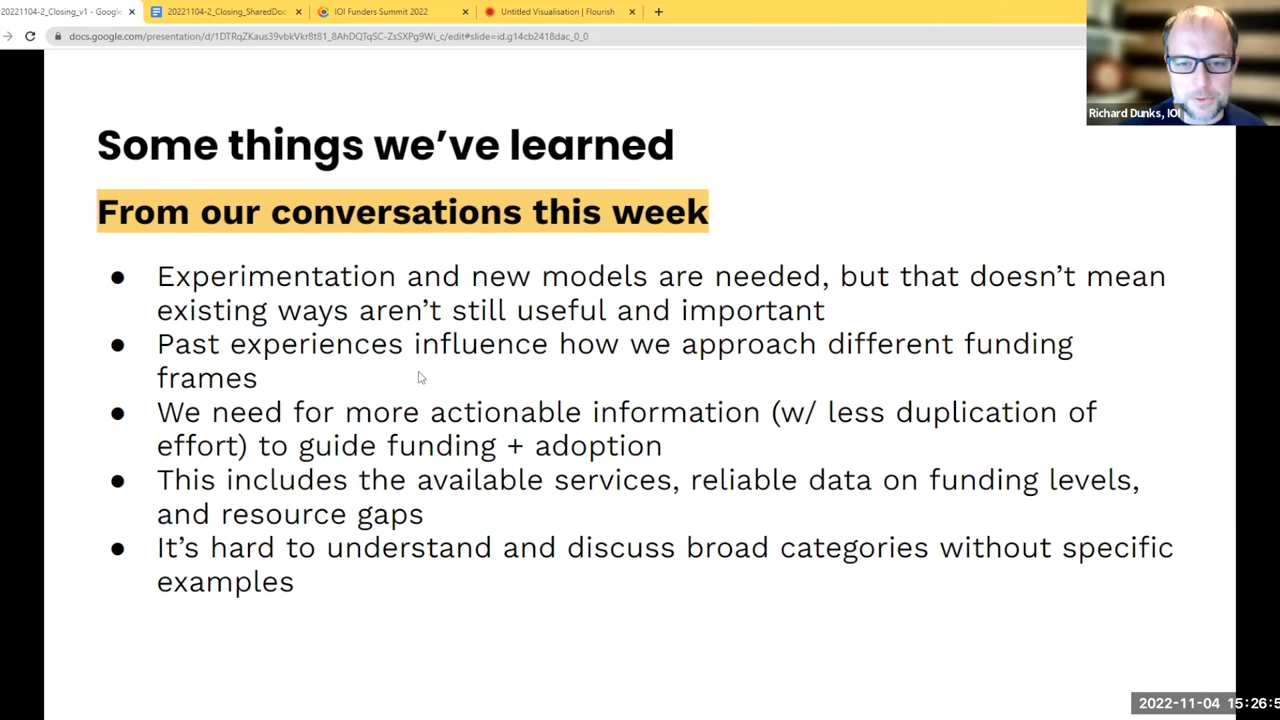 20221104-2_Closing_v1 - Google
20221104-2_Closing_SharedDoc
IOI Funders Summit 2022
Untitled Visualisation | Flourish
docs.google.com/presentation/d/1DTRqZKaus39vbkVkr8t81_8AhDQTqSC-ZsSXPg9Wi_c/edit#slide=id.g14cb2418dac_0_0
Richard Dunks, IOI
Some things we’ve learned
From our conversations this week
● Experimentation and new models are needed, but that doesn’t mean
existing ways aren’t still useful and important
● Past experiences influence how we approach different funding
frames
● We need for more actionable information (w/ less duplication of
effort) to guide funding + adoption
● This includes the available services, reliable data on funding levels,
and resource gaps
● It’s hard to understand and discuss broad categories without specific
examples
2022-11-04 15:26:5